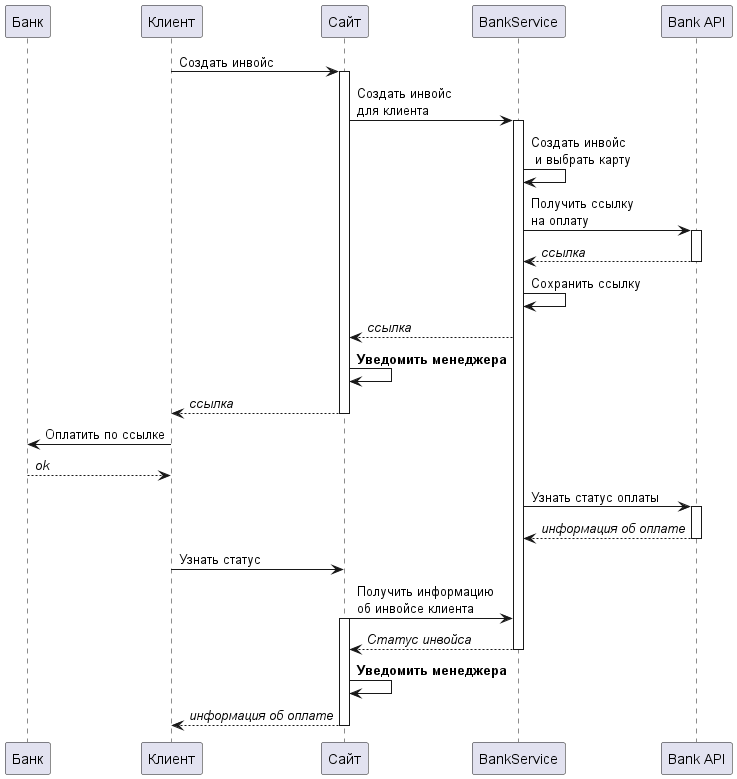 Банк Клиент Сайт BankService Bank API
Создать инвойс
Создать инвойс
для клиента
Создать инвойс
и выбрать карту
Получить ссылку
на оплату
ссылка
Сохранить ссылку
ссылка
Уведомить менеджера
ссылка
Оплатить по ссылке
ok
Узнать статус оплаты
информация об оплате
Узнать статус
Получить информацию
об инвойсе клиента
Статус инвойса
Уведомить менеджера
информация об оплате
Банк Клиент Сайт BankService Bank API